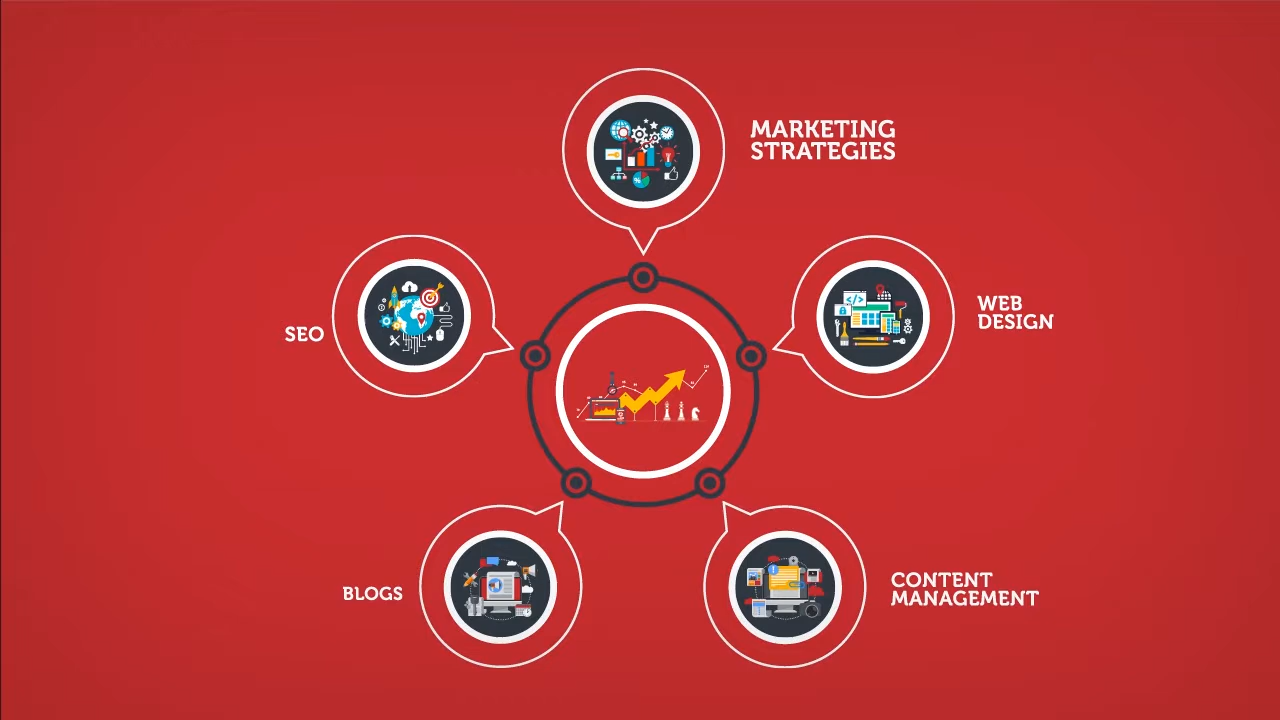 MARKETING
STRATEGIES
WEB
DESIGN
SEO
BLOGS
CONTENT
MANAGEMENT